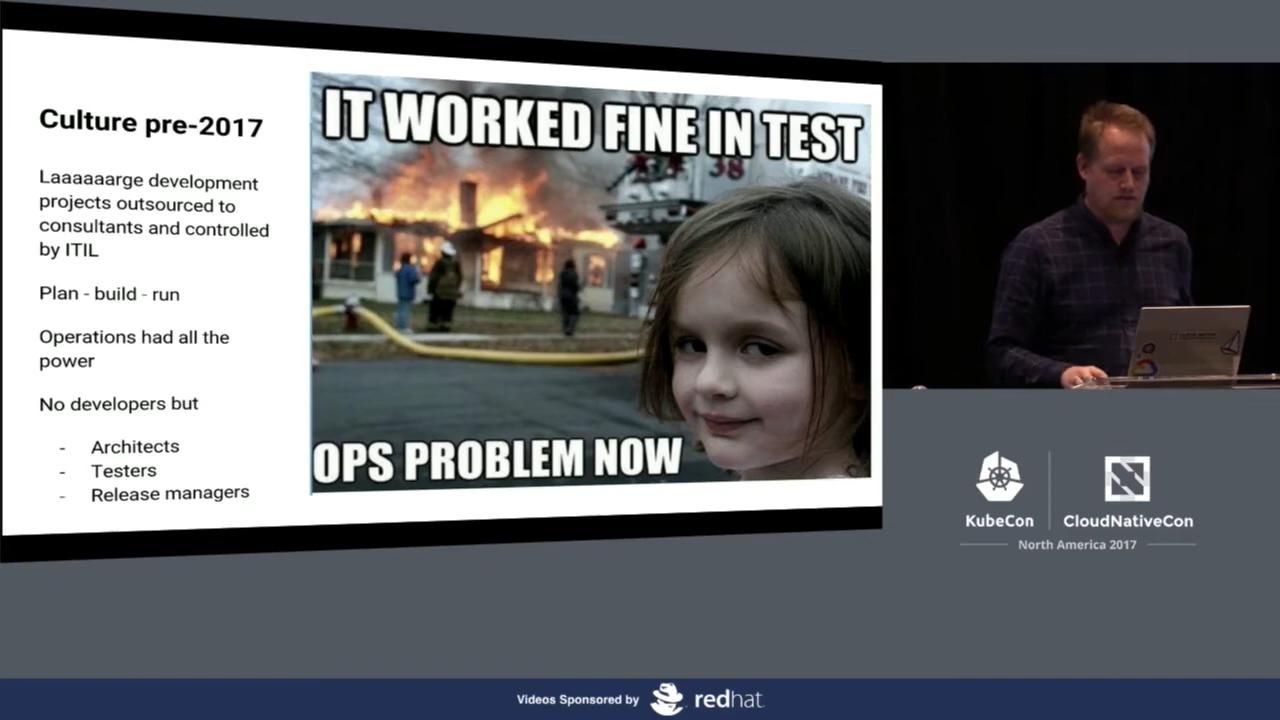 Culture pre-2017
Laaaaaarge development
projects outsourced to
consultants and controlled
by ITIL
Plan - build - run
Operations had all the
power
No developers but
- Architects
- Testers
- Release managers
IT WORKED FINE IN TEST
38
OPS PROBLEM NOW
KubeCon
CloudNativeCon
North America 2017
Videos Sponsored by
redhat.